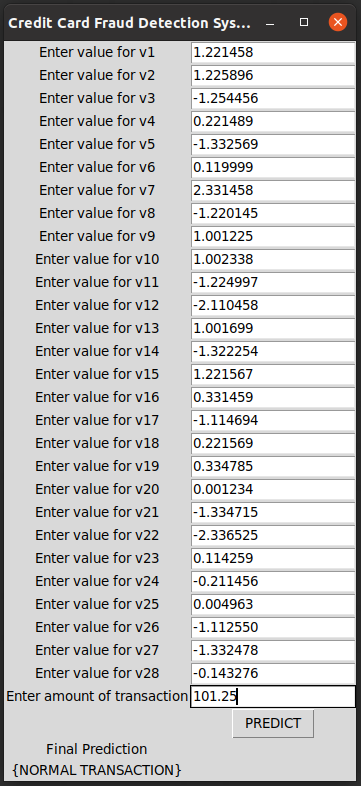 Credit Card Fraud Detection Sys...
Enter value for v1 1.221458
Enter value for v2 1.225896
Enter value for v3 -1.254456
Enter value for v4 0.221489
Enter value for v5 -1.332569
Enter value for v6 0.119999
Enter value for v7 2.331458
Enter value for v8 -1.220145
Enter value for v9 1.001225
Enter value for v10 1.002338
Enter value for v11 -1.224997
Enter value for v12 -2.110458
Enter value for v13 1.001699
Enter value for v14 -1.322254
Enter value for v15 1.221567
Enter value for v16 0.331459
Enter value for v17 -1.114694
Enter value for v18 0.221569
Enter value for v19 0.334785
Enter value for v20 0.001234
Enter value for v21 -1.334715
Enter value for v22 -2.336525
Enter value for v23 0.114259
Enter value for v24 -0.211456
Enter value for v25 0.004963
Enter value for v26 -1.112550
Enter value for v27 -1.332478
Enter value for v28 -0.143276
Enter amount of transaction 101.25
PREDICT
Final Prediction
{NORMAL TRANSACTION}